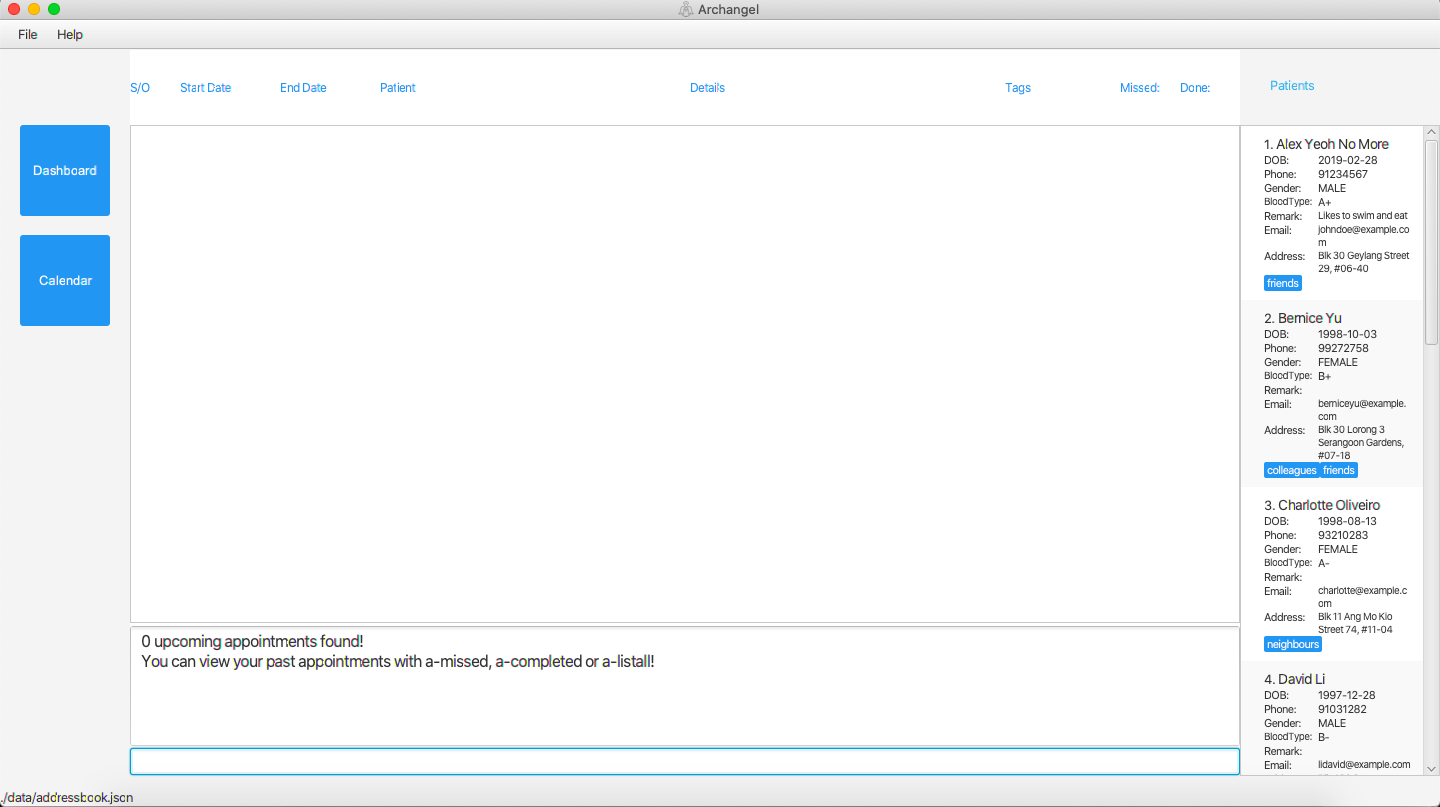 Archangel
File Help
S/O Start Date End Date Patient Details Tags Missed: Done: Patients
Dashboard
Calendar
1. Alex Yeoh No More
DOB: 2019-02-28
Phone: 91234567
Gender: MALE
BloodType: A+
Remark: Likes to swim and eat
Email: johndoe@example.co
m
Address: Blk 30 Geylang Street
29, #06-40
friends
2. Bernice Yu
DOB: 1998-10-03
Phone: 99272758
Gender: FEMALE
BloodType: B+
Remark:
Email: berniceyu@example.
com
Address: Blk 30 Lorong 3
Serangoon Gardens,
#07-18
colleagues friends
3. Charlotte Oliveiro
DOB: 1998-08-13
Phone: 93210283
Gender: FEMALE
BloodType: A-
Remark:
Email: charlotte@example.c
om
Address: Blk 11 Ang Mo Kio
Street 74, #11-04
neighbours
4. David Li
DOB: 1997-12-28
Phone: 91031282
Gender: MALE
BloodType: B-
Remark:
Email: lidavid@example.com
0 upcoming appointments found!
You can view your past appointments with a-missed, a-completed or a-listall!
./data/addressbook.json